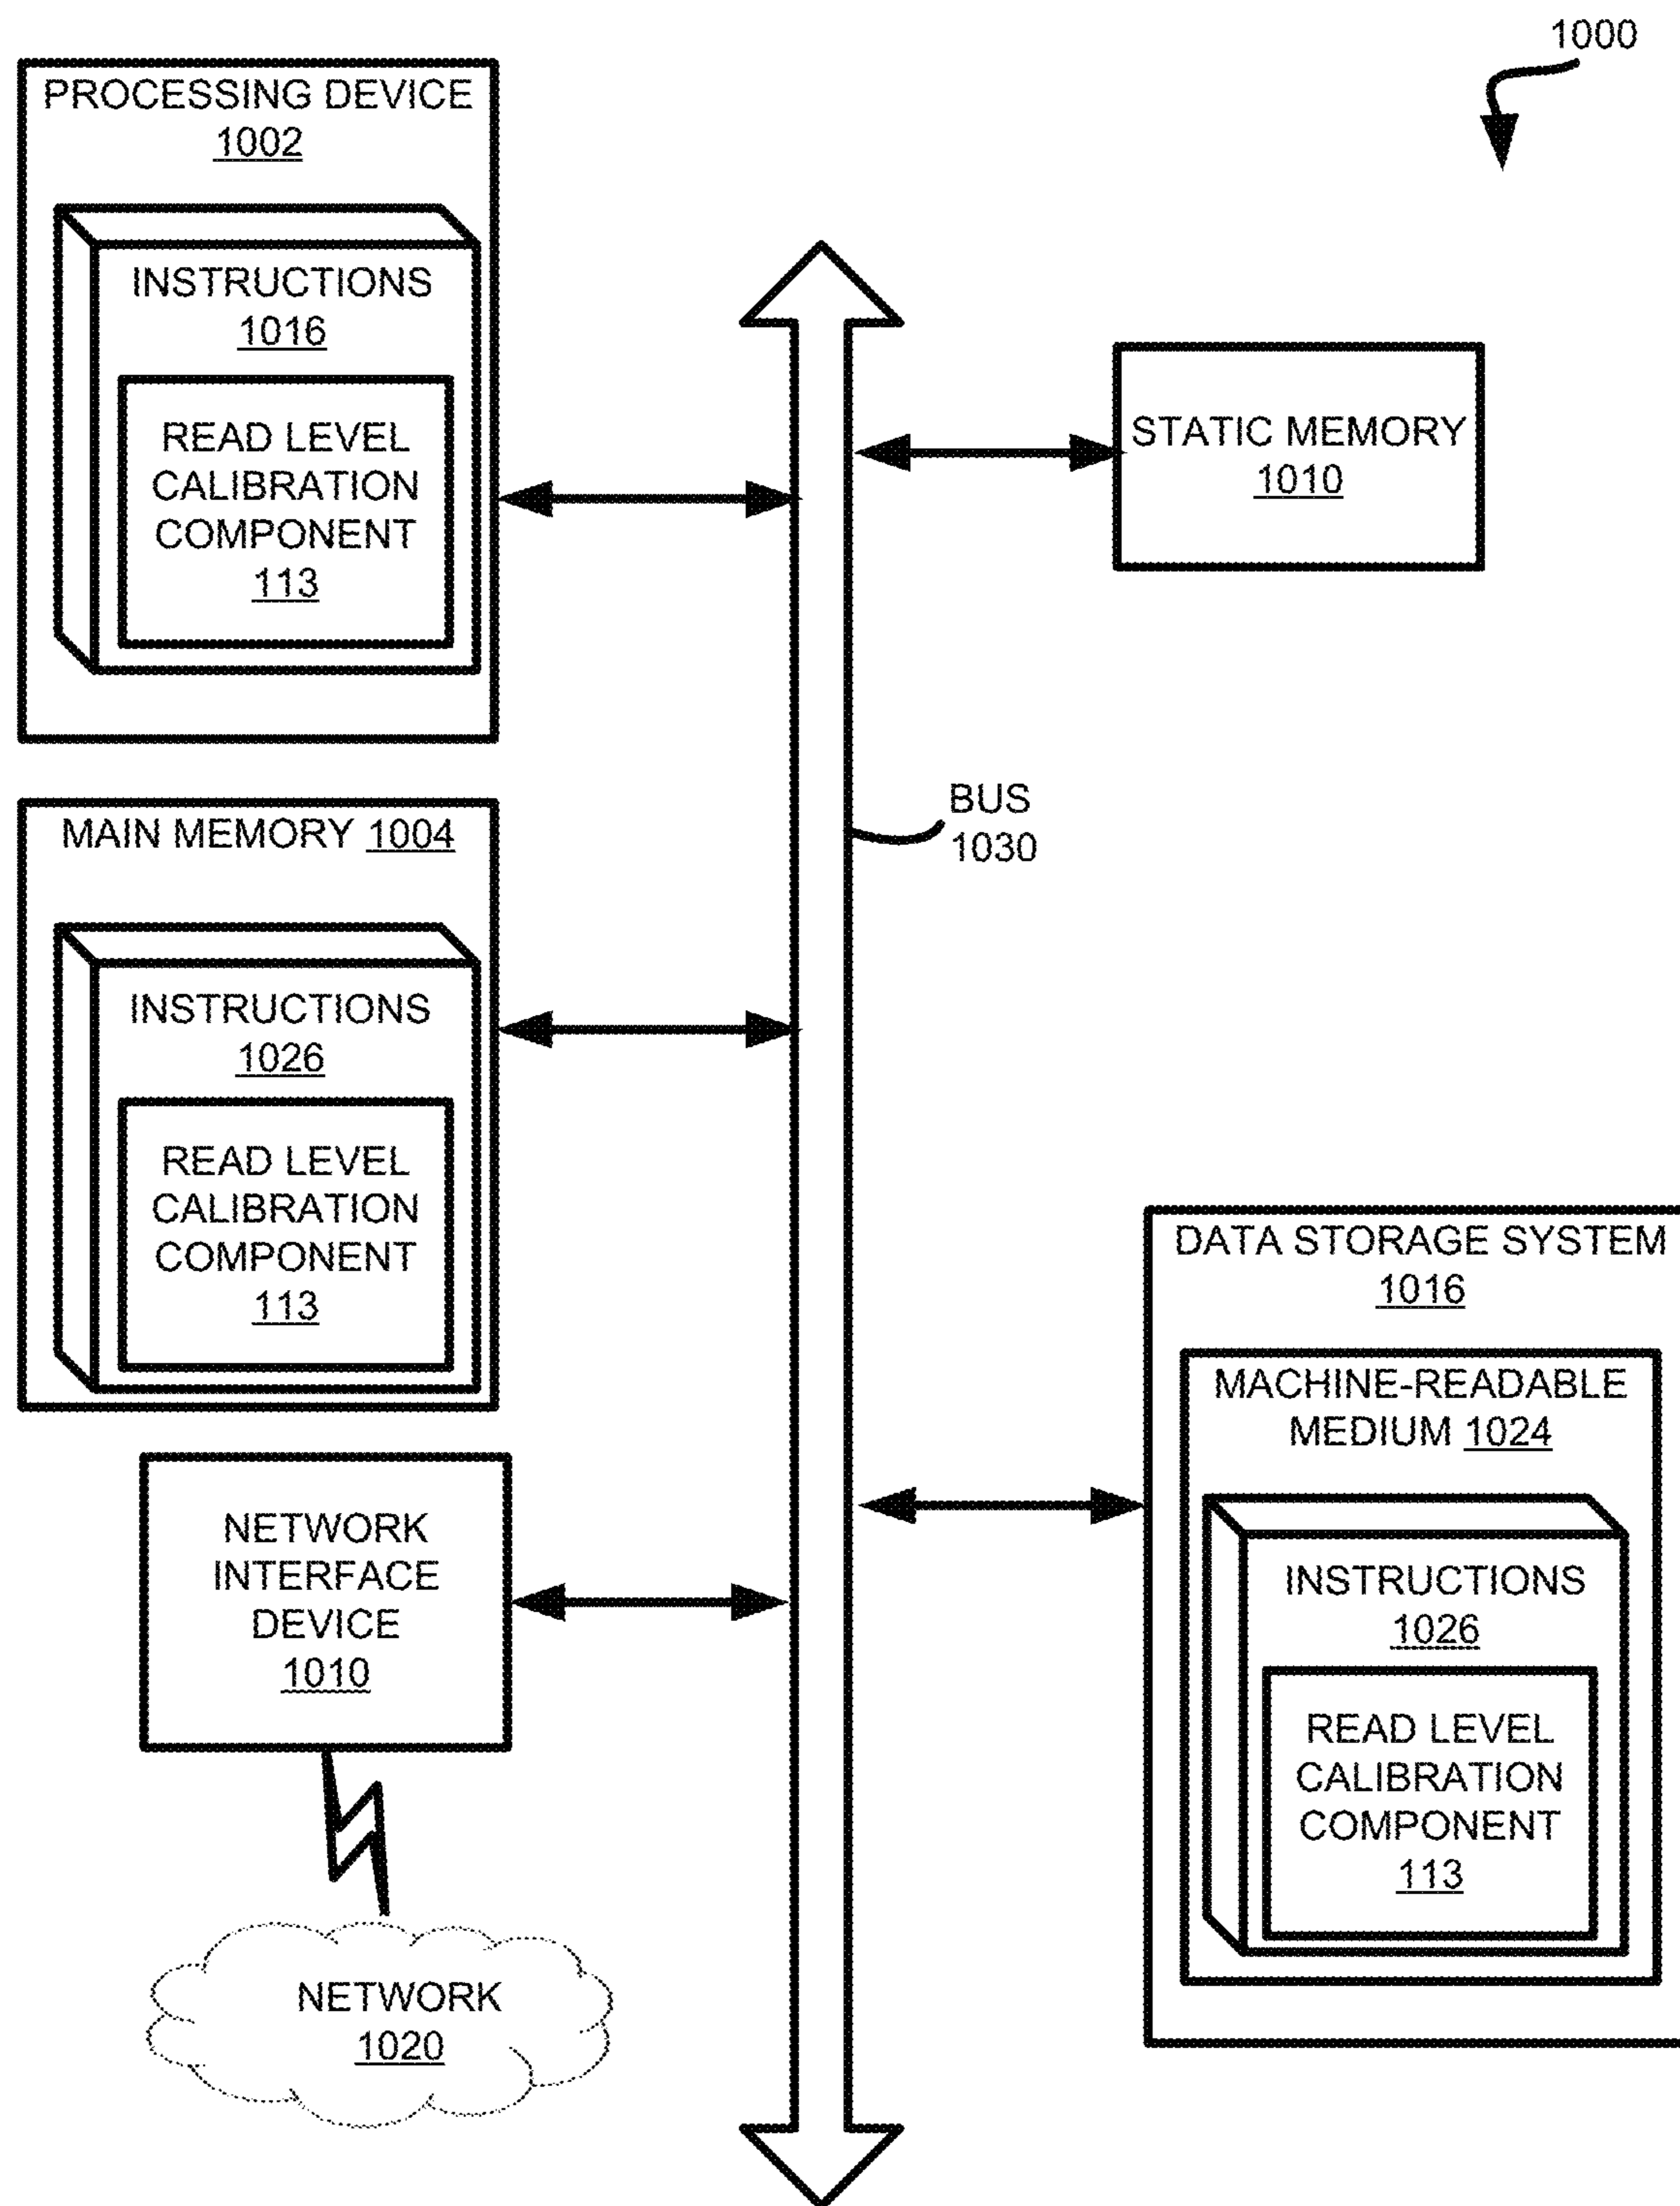 1000
PROCESSING DEVICE
1002
INSTRUCTIONS
1016
READ LEVEL
CALIBRATION
COMPONENT
113
STATIC MEMORY
1010
BUS
1030
MAIN MEMORY 1004
INSTRUCTIONS
1026
READ LEVEL
CALIBRATION
COMPONENT
113
DATA STORAGE SYSTEM
1016
MACHINE-READABLE
MEDIUM 1024
INSTRUCTIONS
1026
READ LEVEL
CALIBRATION
COMPONENT
113
NETWORK
INTERFACE
DEVICE
1010
NETWORK
1020